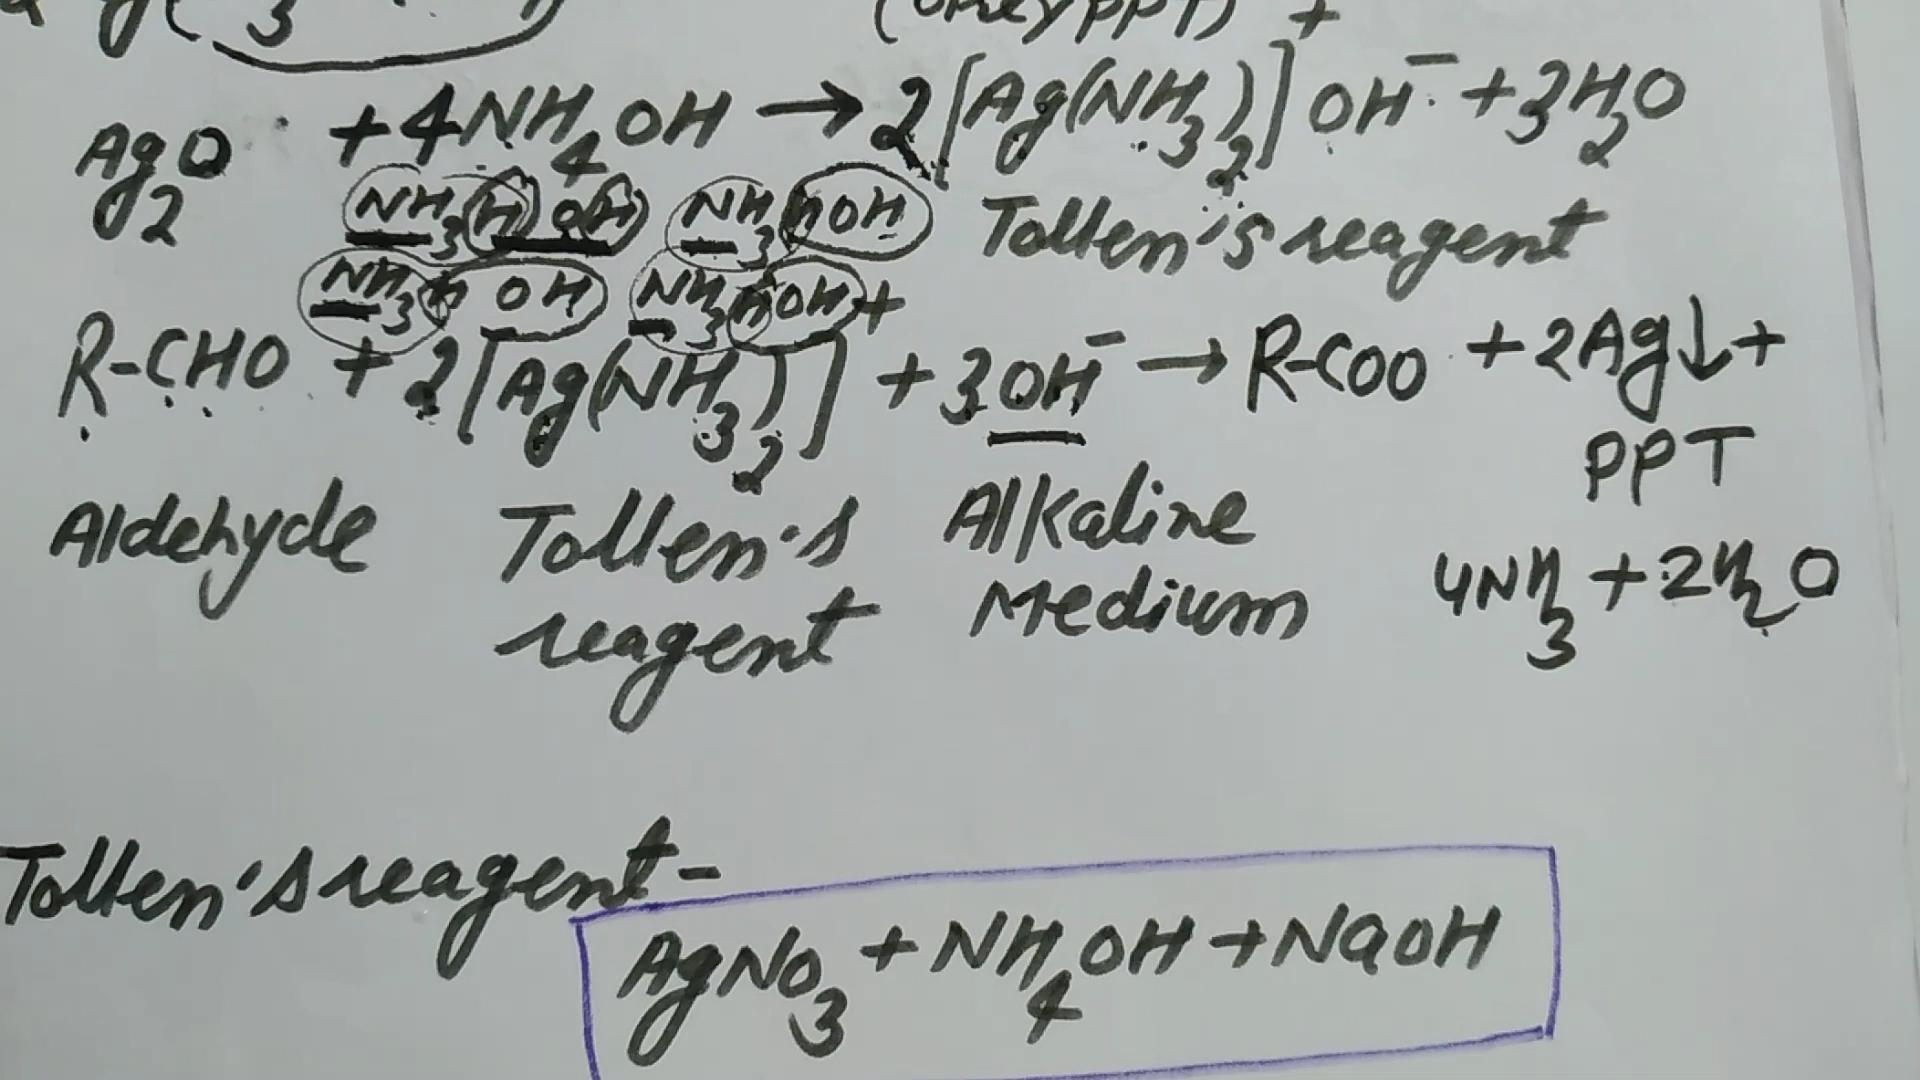 3 (Grey ppt)
Ag2O + 4NH4OH → 2[Ag(NH3)2]+ OH- + 3H2O
NH3 H OH NH3 HOH Tollen's reagent
NH3 H OH NH3 HOH
R-CHO + 2[Ag(NH3)2]+ + 3OH- → R-COO + 2Ag↓ +
PPT
Aldehyde Tollen's reagent Alkaline Medium 4NH3 + 2H2O
Tollen's reagent -
AgNO3 + NH4OH + NaOH